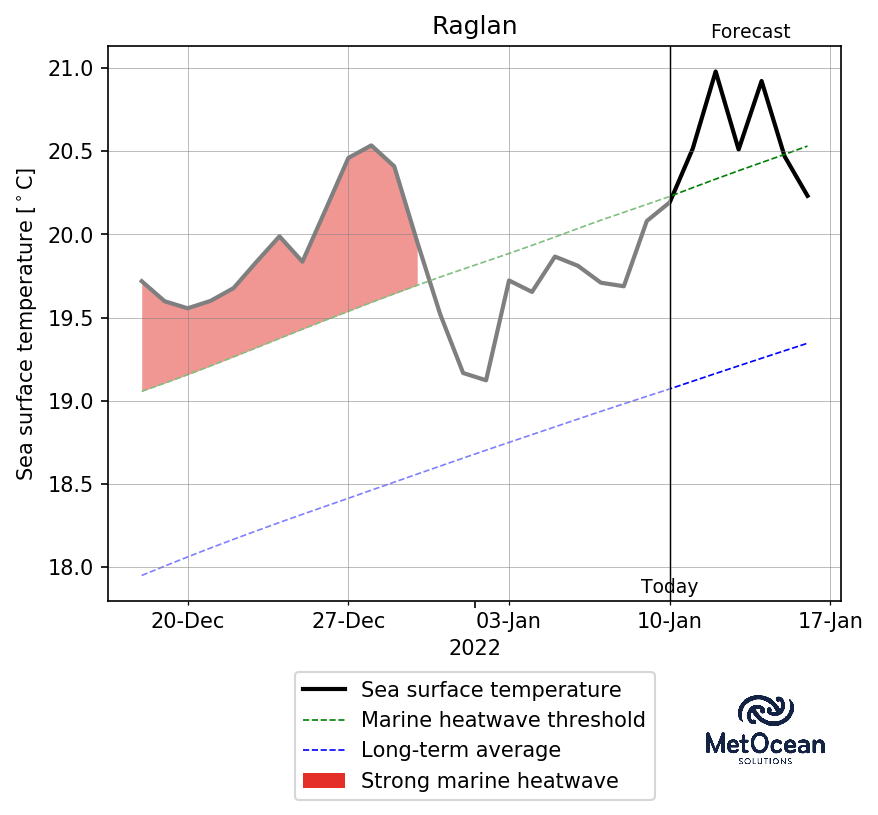 Raglan
Forecast
21.0
20.5
20.0
19.5
19.0
18.5
18.0
Sea surface temperature [°C]
Today
20-Dec 27-Dec 03-Jan 10-Jan 17-Jan
2022
Sea surface temperature
Marine heatwave threshold
Long-term average
Strong marine heatwave
MetOcean
SOLUTIONS